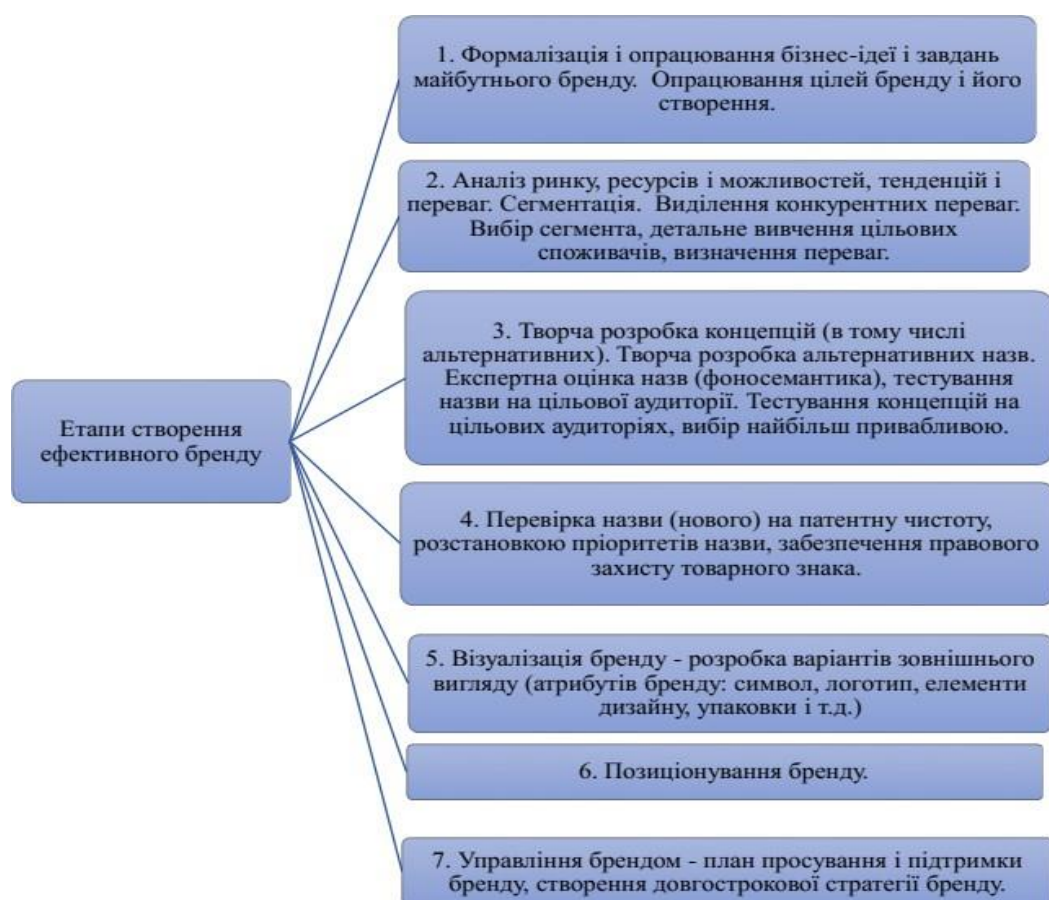 1. Формалізація і опрацювання бізнес-ідеї і завдань
майбутнього бренду. Опрацювання цілей бренду і його
створення.
2. Аналіз ринку, ресурсів і можливостей, тенденцій і
переваг. Сегментація. Виділення конкурентних переваг.
Вибір сегмента, детальне вивчення цільових
споживачів, визначення переваг.
3. Творча розробка концепцій (в тому числі
альтернативних). Творча розробка альтернативних назв.
Експертна оцінка назв (фоносемантика), тестування
назви на цільової аудиторії. Тестування концепцій на
цільових аудиторіях, вибір найбільш привабливою.
Етапи створення
ефективного бренду
4. Перевірка назви (нового) на патентну чистоту,
розстановкою пріоритетів назви, забезпечення правового
захисту товарного знака.
5. Візуалізація бренду - розробка варіантів зовнішнього
вигляду (атрибутів бренду: символ, логотип, елементи
дизайну, упаковки і т.д.)
6. Позиціонування бренду.
7. Управління брендом - план просування і підтримки
бренду, створення довгострокової стратегії бренду.